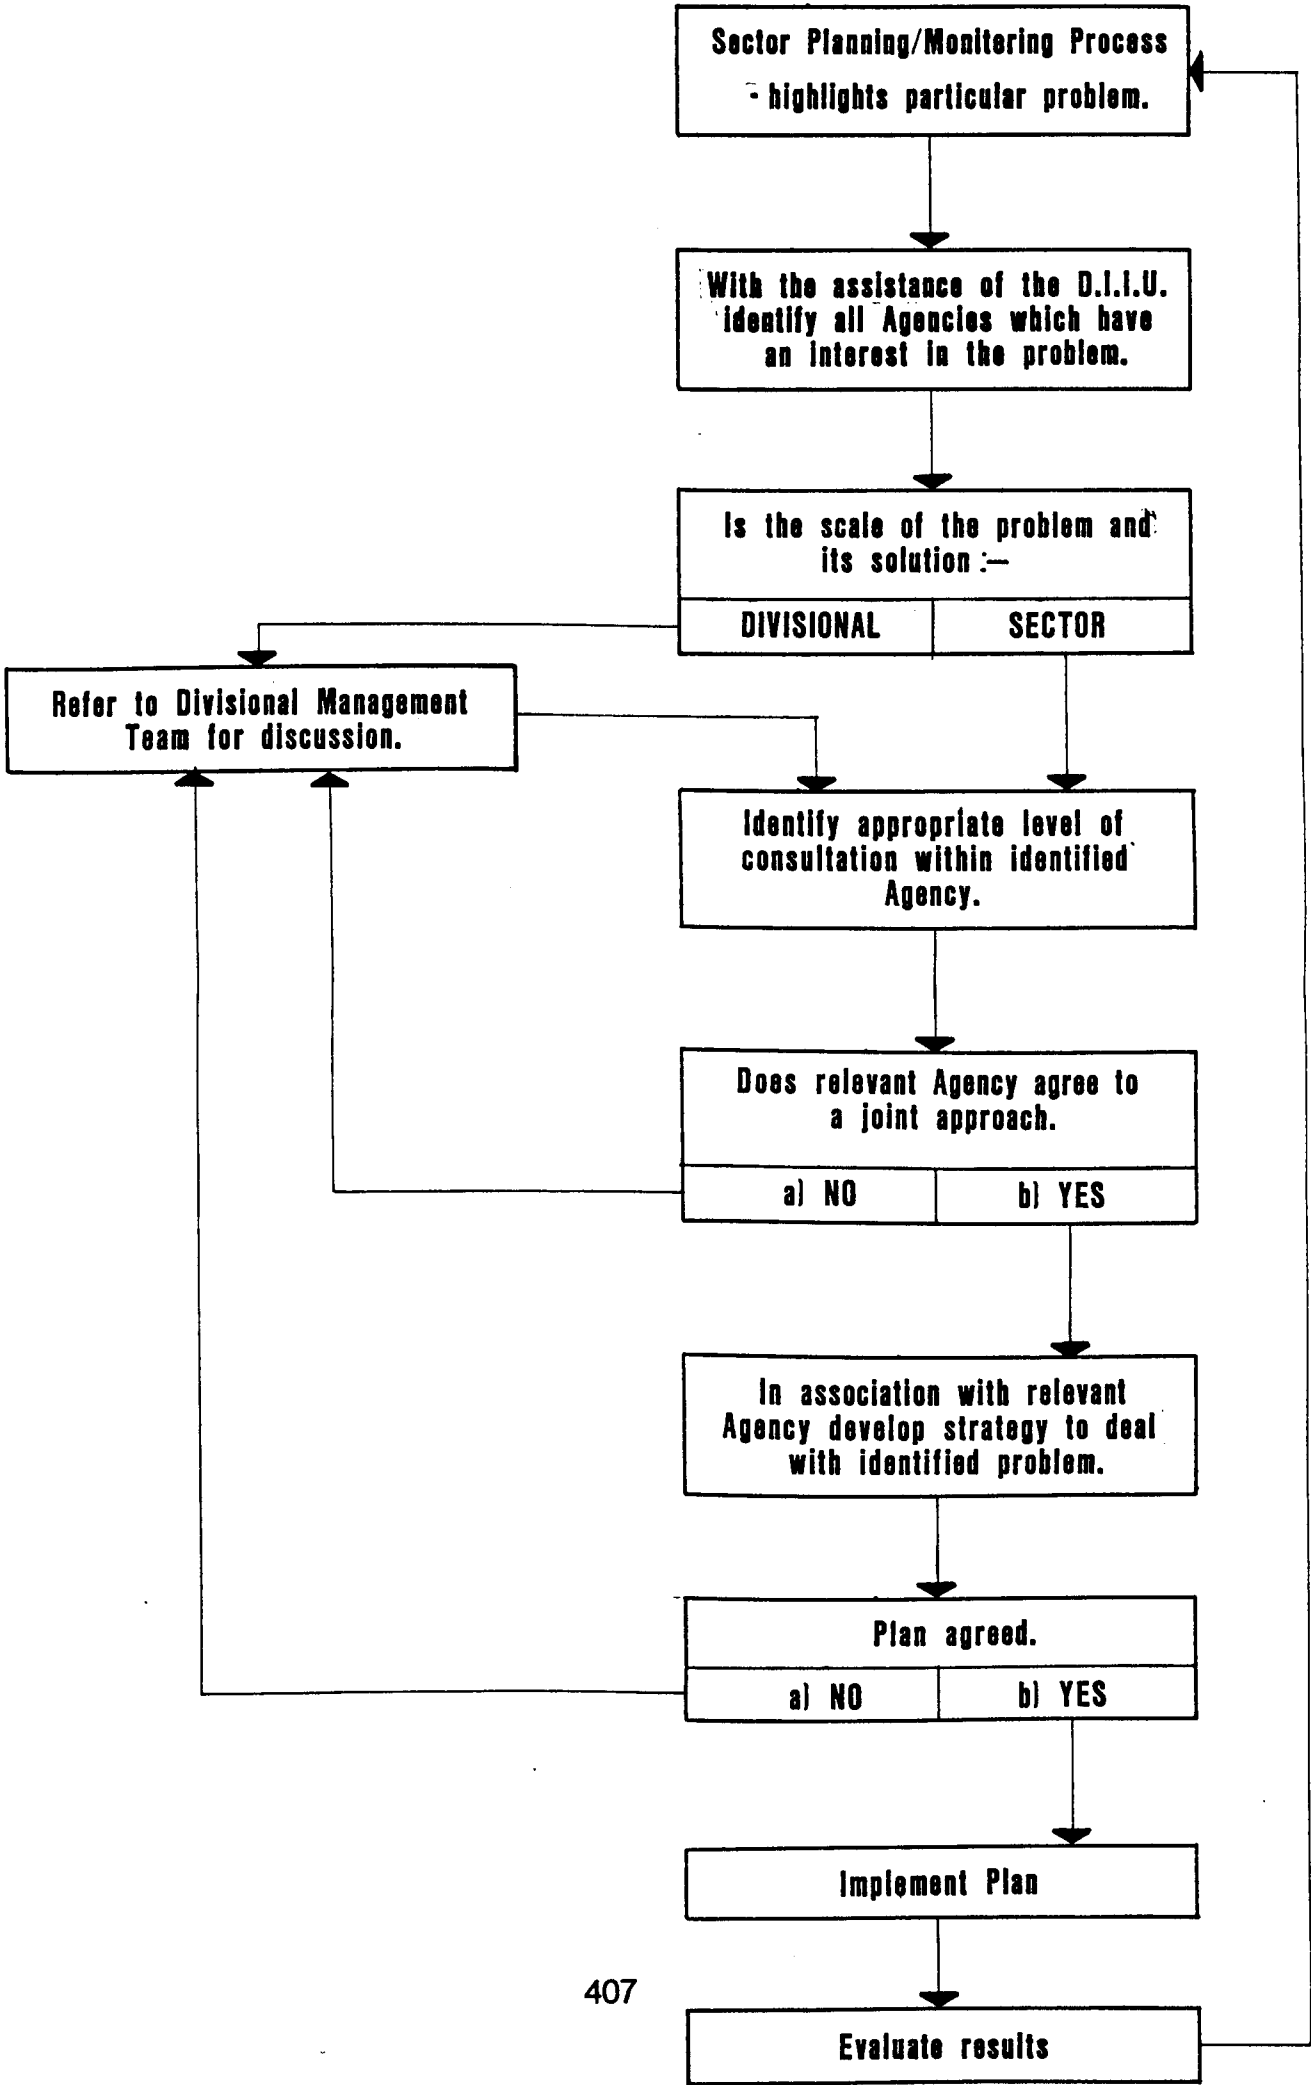 Sector Planning/Monitering Process
- highlights particular problem.
With the assistance of the D.I.I.U.
identify all Agencies which have
an interest in the problem.
Is the scale of the problem and
its solution :—
DIVISIONAL
SECTOR
Refer to Divisional Management
Team for discussion.
Identify appropriate level of
consultation within identified
Agency.
Does relevant Agency agree to
a joint approach.
a) NO
b) YES
In association with relevant
Agency develop strategy to deal
with identified problem.
Plan agreed.
a) NO
b) YES
Implement Plan
407
Evaluate results